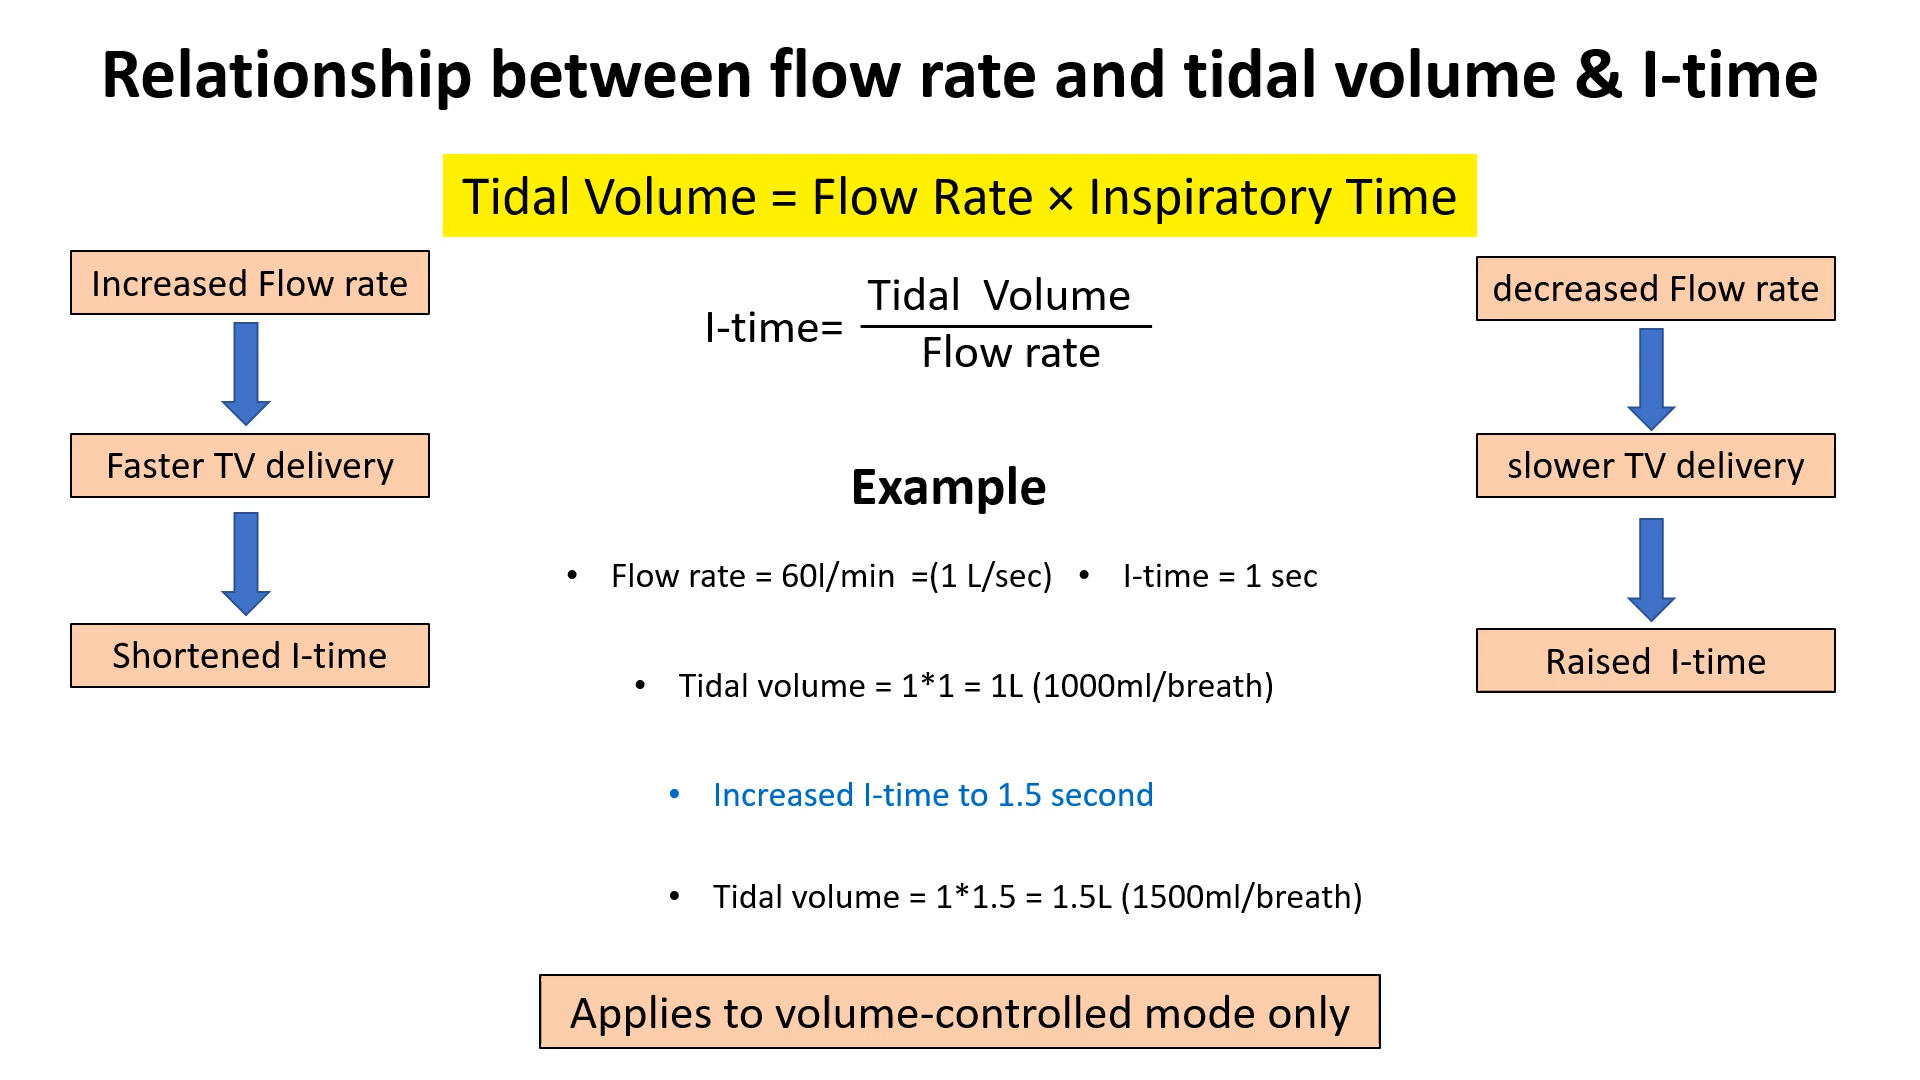 Relationship between flow rate and tidal volume & I-time
Tidal Volume = Flow Rate × Inspiratory Time
Increased Flow rate
Faster TV delivery
Shortened I-time
I-time= Tidal Volume
Flow rate
decreased Flow rate
slower TV delivery
Raised I-time
Example
• Flow rate = 60l/min =(1 L/sec) • I-time = 1 sec
• Tidal volume = 1*1 = 1L (1000ml/breath)
• Increased I-time to 1.5 second
• Tidal volume = 1*1.5 = 1.5L (1500ml/breath)
Applies to volume-controlled mode only